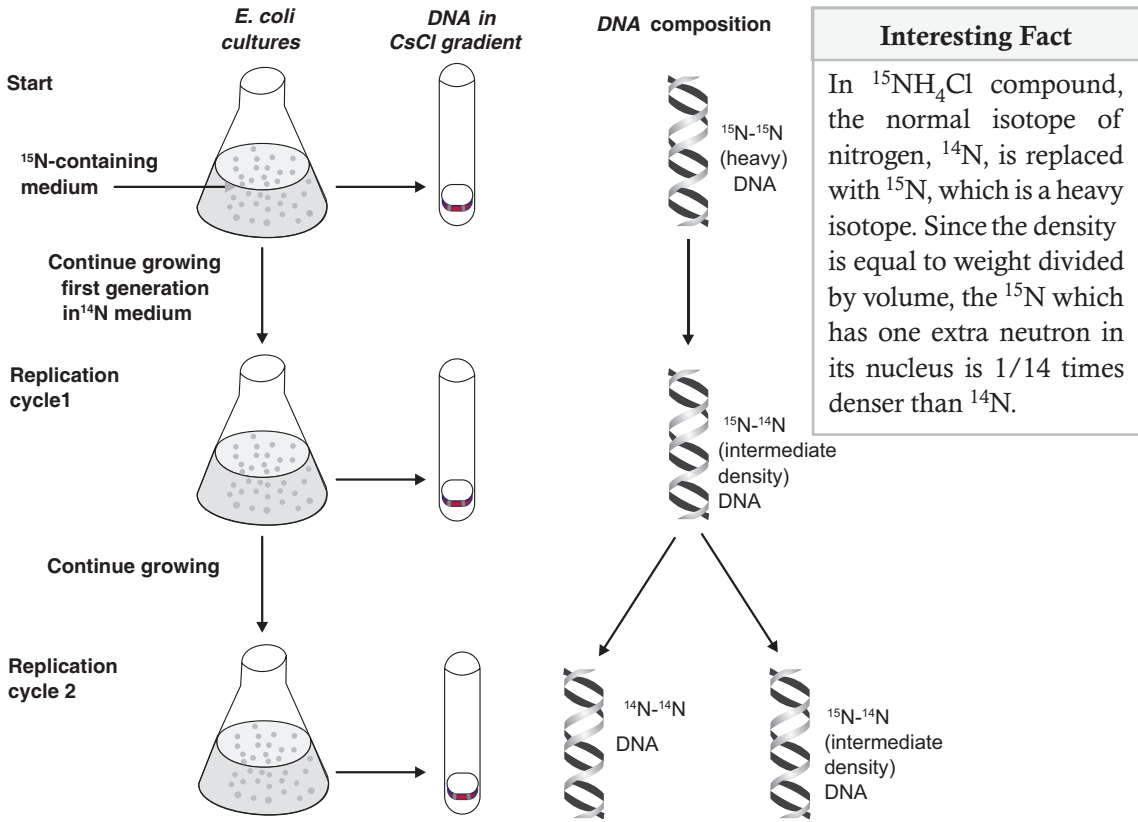 E. coli
cultures
DNA in
CsCl gradient
DNA composition
Start
¹⁵N-containing
medium
¹⁵N-¹⁵N
(heavy)
DNA
Continue growing
first generation
in¹⁴N medium
Replication
cycle1
¹⁵N-¹⁴N
(intermediate
density)
DNA
Continue growing
Replication
cycle 2
¹⁴N-¹⁴N
DNA
¹⁵N-¹⁴N
(intermediate
density)
DNA
Interesting Fact
In ¹⁵NH₄Cl compound,
the normal isotope of
nitrogen, ¹⁴N, is replaced
with ¹⁵N, which is a heavy
isotope. Since the density
is equal to weight divided
by volume, the ¹⁵N which
has one extra neutron in
its nucleus is 1/14 times
denser than ¹⁴N.